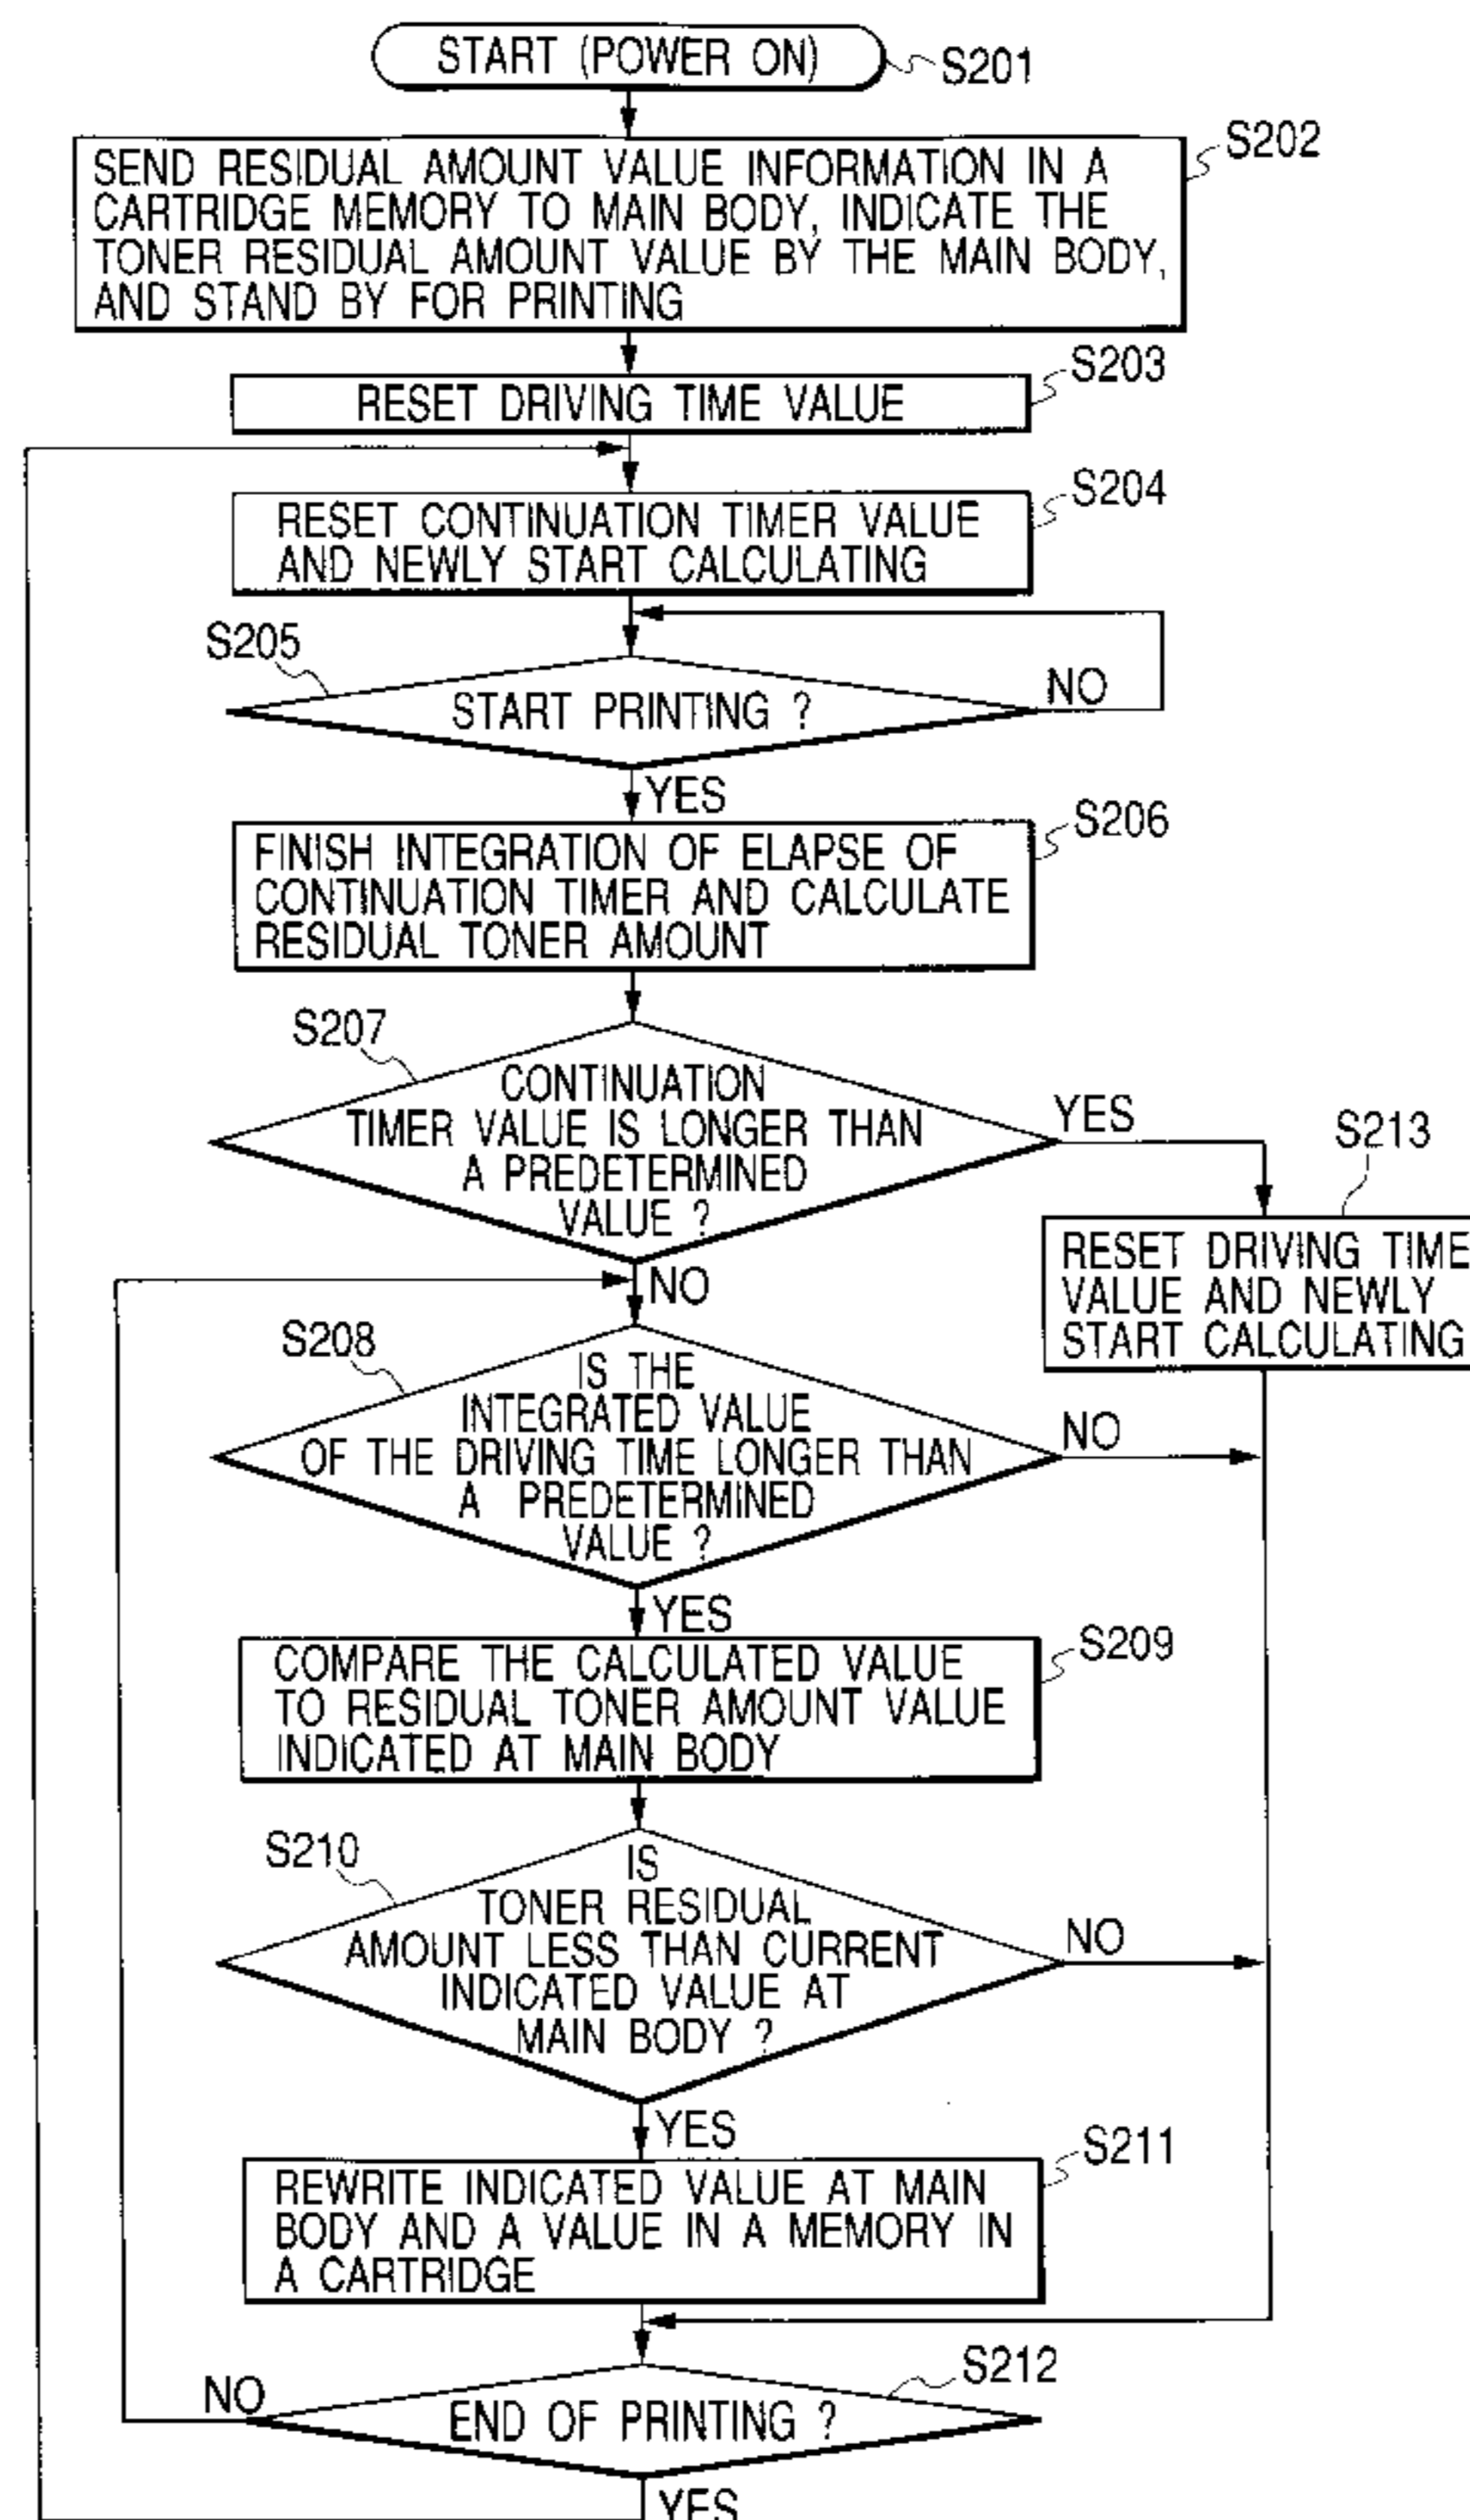 START (POWER ON)
S201
S202
SEND RESIDUAL AMOUNT VALUE INFORMATION IN A
CARTRIDGE MEMORY TO MAIN BODY, INDICATE THE
TONER RESIDUAL AMOUNT VALUE BY THE MAIN BODY,
AND STAND BY FOR PRINTING
S203
RESET DRIVING TIME VALUE
S204
RESET CONTINUATION TIMER VALUE
AND NEWLY START CALCULATING
S205
START PRINTING ?
NO
YES
S206
FINISH INTEGRATION OF ELAPSE OF
CONTINUATION TIMER AND CALCULATE
RESIDUAL TONER AMOUNT
S207
CONTINUATION
TIMER VALUE IS LONGER THAN
A PREDETERMINED
VALUE ?
YES
S213
RESET DRIVING TIME
VALUE AND NEWLY
START CALCULATING
NO
S208
IS THE
INTEGRATED VALUE
OF THE DRIVING TIME LONGER THAN
A PREDETERMINED
VALUE ?
NO
YES
S209
COMPARE THE CALCULATED VALUE
TO RESIDUAL TONER AMOUNT VALUE
INDICATED AT MAIN BODY
S210
IS
TONER RESIDUAL
AMOUNT LESS THAN CURRENT
INDICATED VALUE AT
MAIN BODY ?
NO
YES
S211
REWRITE INDICATED VALUE AT MAIN
BODY AND A VALUE IN A MEMORY IN
A CARTRIDGE
S212
NO
END OF PRINTING ?
YES